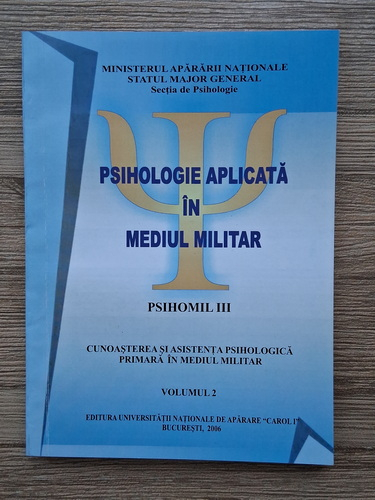 MINISTERUL APĂRĂRII NAȚIONALE
STATUL MAJOR GENERAL
Secția de Psihologie
PSIHOLOGIE APLICATĂ
ÎN
MEDIUL MILITAR
PSIHOMIL III
CUNOAȘTEREA ȘI ASISTENȚA PSIHOLOGICĂ
PRIMARĂ ÎN MEDIUL MILITAR
VOLUMUL 2
EDITURA UNIVERSITĂȚII NAȚIONALE DE APĂRARE "CAROL I"
BUCUREȘTI, 2006